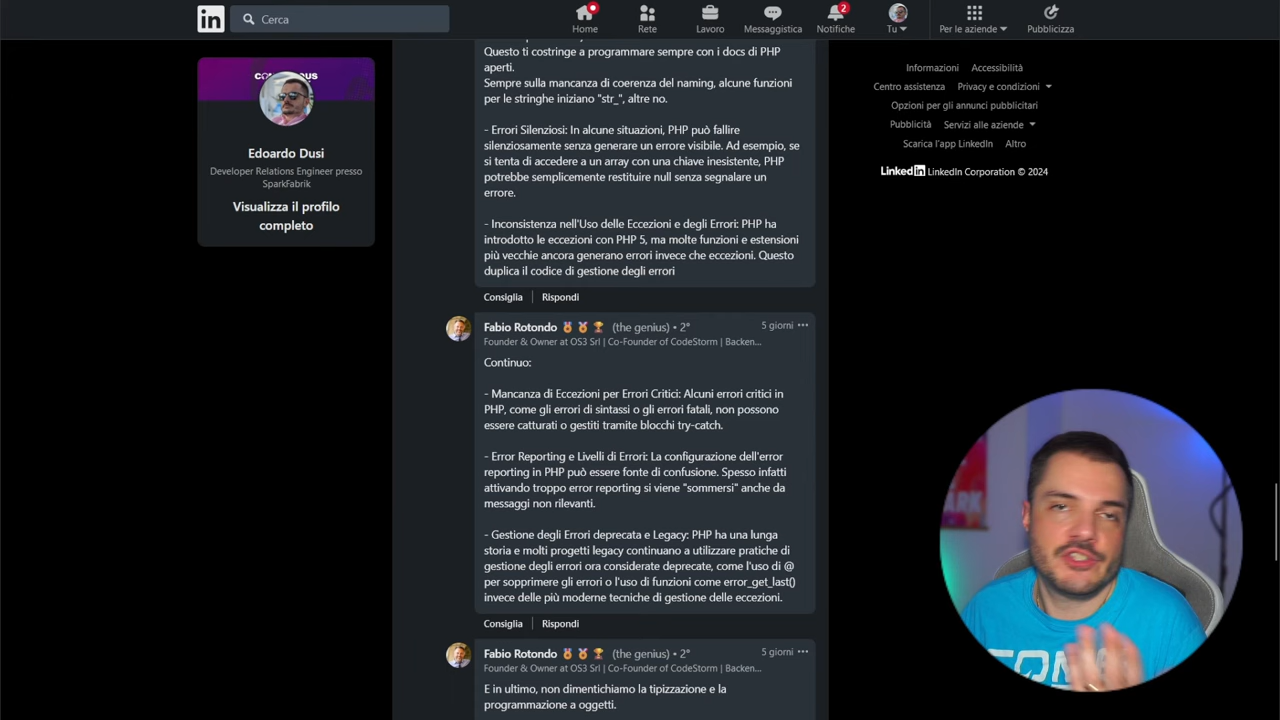 in
Cerca
Home
Rete
Lavoro
Messaggistica
2
Notifiche
Tu
Per le aziende
Pubblicizza
Edoardo Dusi
Developer Relations Engineer presso
SparkFabrik
Visualizza il profilo
completo
Questo ti costringe a programmare sempre con i docs di PHP
aperti.
Sempre sulla mancanza di coerenza del naming, alcune funzioni
per le stringhe iniziano "str_", altre no.
- Errori Silenziosi: In alcune situazioni, PHP può fallire
silenziosamente senza generare un errore visibile. Ad esempio, se
si tenta di accedere a un array con una chiave inesistente, PHP
potrebbe semplicemente restituire null senza segnalare un
errore.
- Inconsistenza nell'Uso delle Eccezioni e degli Errori: PHP ha
introdotto le eccezioni con PHP 5, ma molte funzioni e estensioni
più vecchie ancora generano errori invece che eccezioni. Questo
duplica il codice di gestione degli errori
Consiglia | Rispondi
Fabio Rotondo 🏅 🏅 🏆 (the genius) • 2°
5 giorni
Founder & Owner at OS3 Srl | Co-Founder of CodeStorm | Backen...
Continuo:
- Mancanza di Eccezioni per Errori Critici: Alcuni errori critici in
PHP, come gli errori di sintassi o gli errori fatali, non possono
essere catturati o gestiti tramite blocchi try-catch.
- Error Reporting e Livelli di Errori: La configurazione dell'error
reporting in PHP può essere fonte di confusione. Spesso infatti
attivando troppo error reporting si viene "sommersi" anche da
messaggi non rilevanti.
- Gestione degli Errori deprecata e Legacy: PHP ha una lunga
storia e molti progetti legacy continuano a utilizzare pratiche di
gestione degli errori ora considerate deprecate, come l'uso di @
per sopprimere gli errori o l'uso di funzioni come error_get_last()
invece delle più moderne tecniche di gestione delle eccezioni.
Consiglia | Rispondi
Fabio Rotondo 🏅 🏅 🏆 (the genius) • 2°
5 giorni
Founder & Owner at OS3 Srl | Co-Founder of CodeStorm | Backen...
E in ultimo, non dimentichiamo la tipizzazione e la
programmazione a oggetti.
Informazioni Accessibilità
Centro assistenza Privacy e condizioni
Opzioni per gli annunci pubblicitari
Pubblicità Servizi alle aziende
Scarica l'app LinkedIn Altro
LinkedIn LinkedIn Corporation © 2024